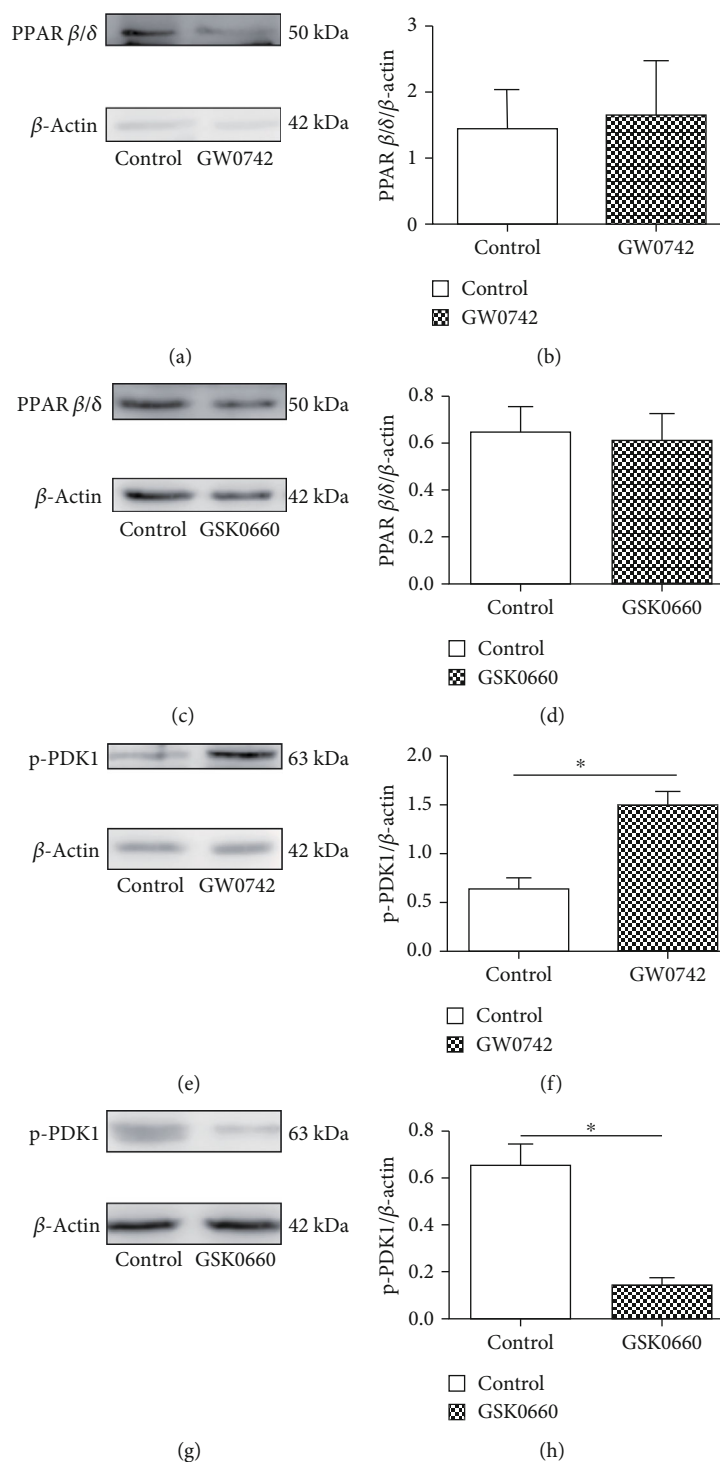 PPAR β/δ 50 kDa
β-Actin 42 kDa
Control GW0742
(a)
PPAR β/δ/β-actin
3
2
1
0
Control GW0742
Control
GW0742
(b)
PPAR β/δ 50 kDa
β-Actin 42 kDa
Control GSK0660
(c)
PPAR β/δ/β-actin
0.8
0.6
0.4
0.2
0.0
Control GSK0660
Control
GSK0660
(d)
p-PDK1 63 kDa
β-Actin 42 kDa
Control GW0742
(e)
p-PDK1/β-actin
2.0
1.5
1.0
0.5
0.0
*
Control GW0742
Control
GW0742
(f)
p-PDK1 63 kDa
β-Actin 42 kDa
Control GSK0660
(g)
p-PDK1/β-actin
0.8
0.6
0.4
0.2
0.0
*
Control GSK0660
Control
GSK0660
(h)